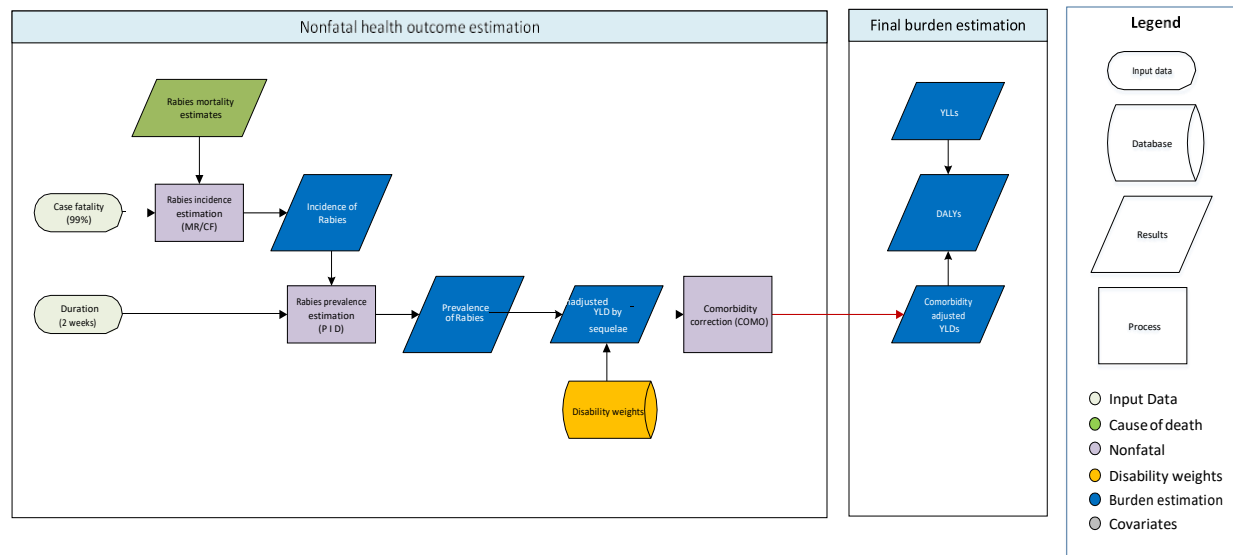 Nonfatal health outcome estimation
Rabies mortality
estimates
Case fatality
(99%)
Rabies incidence
estimation
(MR/CF)
Incidence of
Rabies
Duration
(2 weeks)
Rabies prevalence
estimation
(P I D)
Prevalence
of Rabies
nadjusted
YLD by
sequelae
Comorbidity
correction (COMO)
Disability weights
Final burden estimation
YLLs
DALYs
Comorbidity
adjusted
YLDs
Legend
Input data
Database
Results
Process
Input Data
Cause of death
Nonfatal
Disability weights
Burden estimation
Covariates